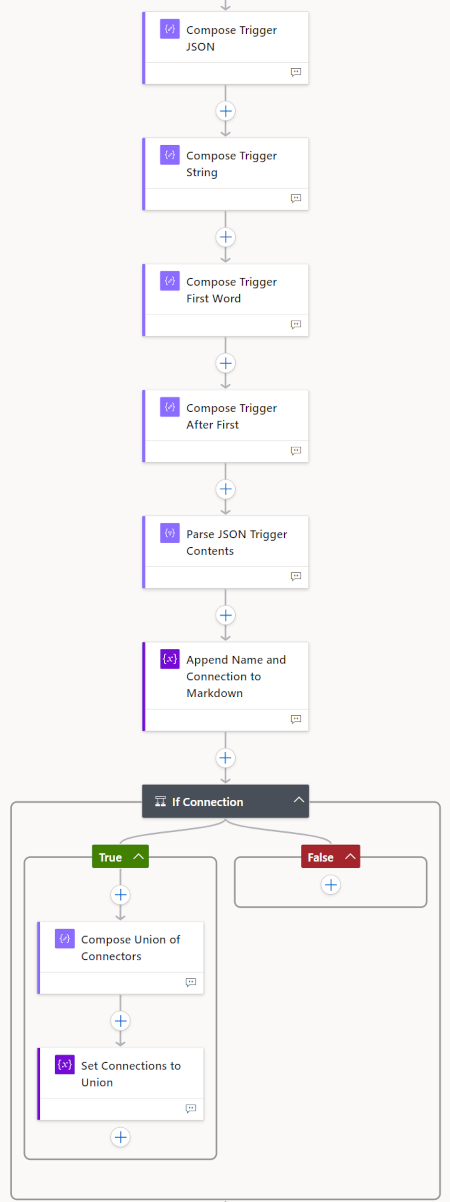 Compose Trigger
JSON
Compose Trigger
String
Compose Trigger
First Word
Compose Trigger
After First
Parse JSON Trigger
Contents
{x}
Append Name and
Connection to
Markdown
If Connection
True
False
Compose Union of
Connectors
{x}
Set Connections to
Union